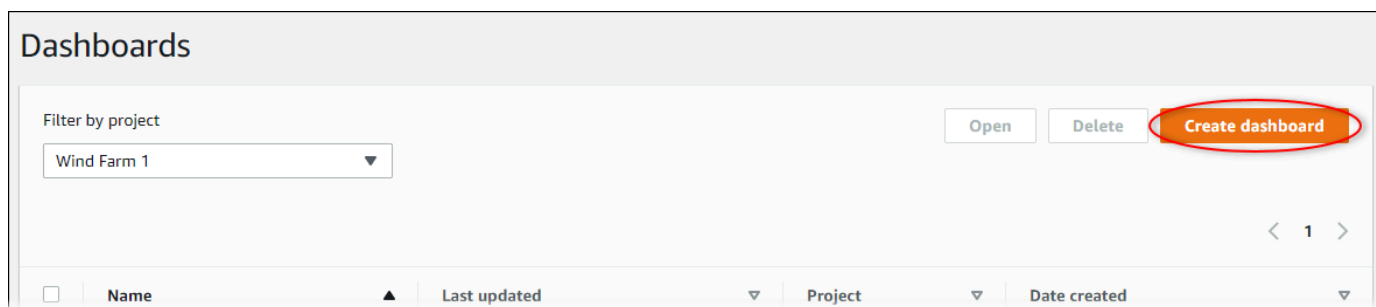 Dashboards
Filter by project
Open Delete Create dashboard
Wind Farm 1
1
Name Last updated Project Date created